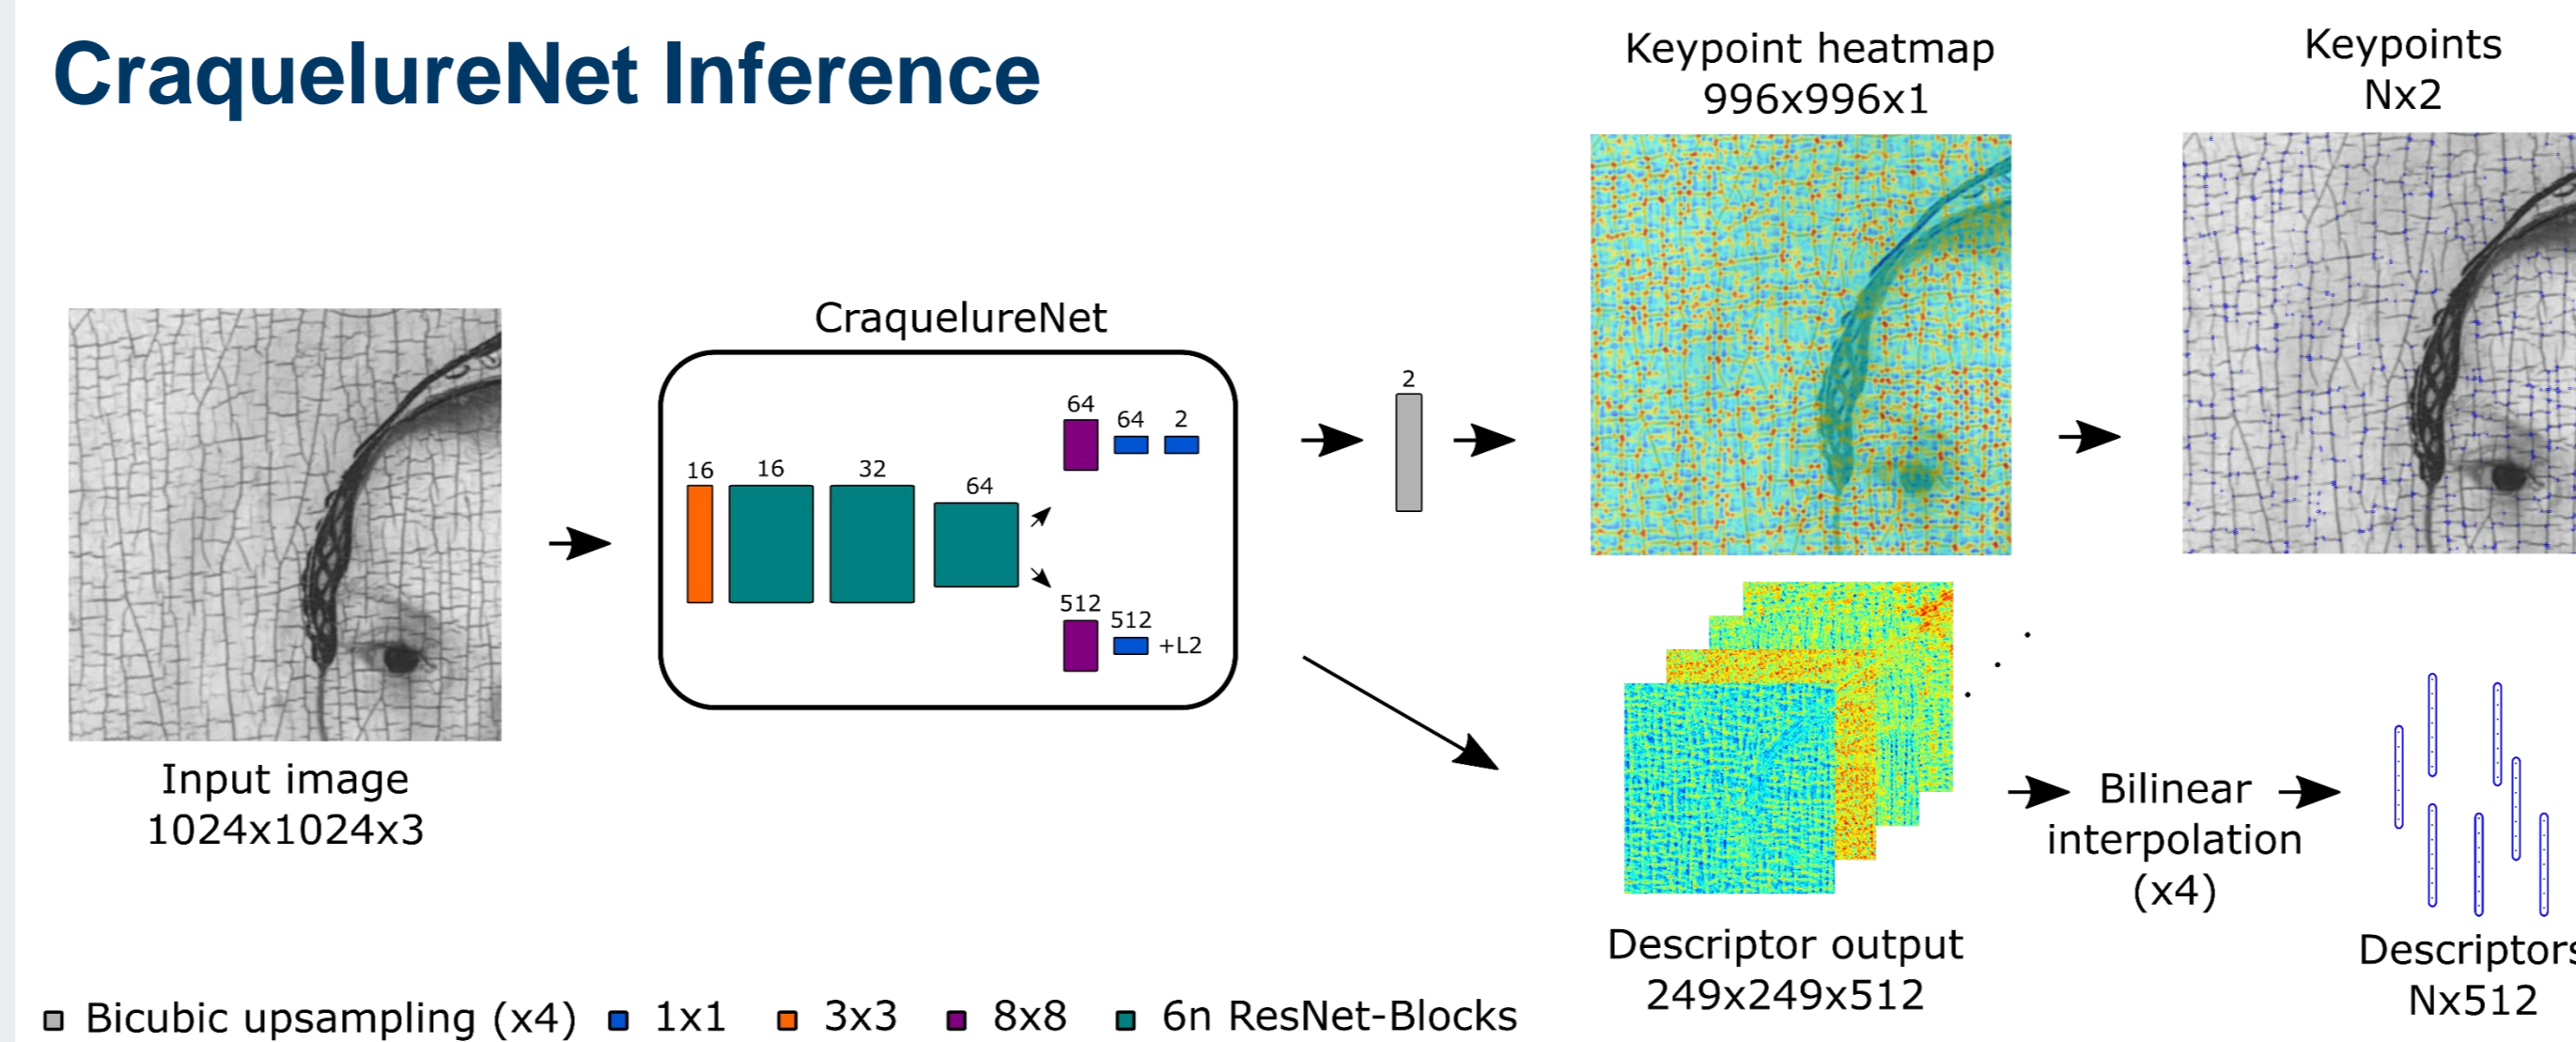 CraquelureNet Inference
Keypoint heatmap
996x996x1
Keypoints
Nx2
CraquelureNet
16
16
32
64
64
64
2
512
512
+L2
2
Input image
1024x1024x3
Bilinear
interpolation
(x4)
Descriptor output
249x249x512
Descriptors
Nx512
Bicubic upsampling (x4)
1x1
3x3
8x8
6n ResNet-Blocks